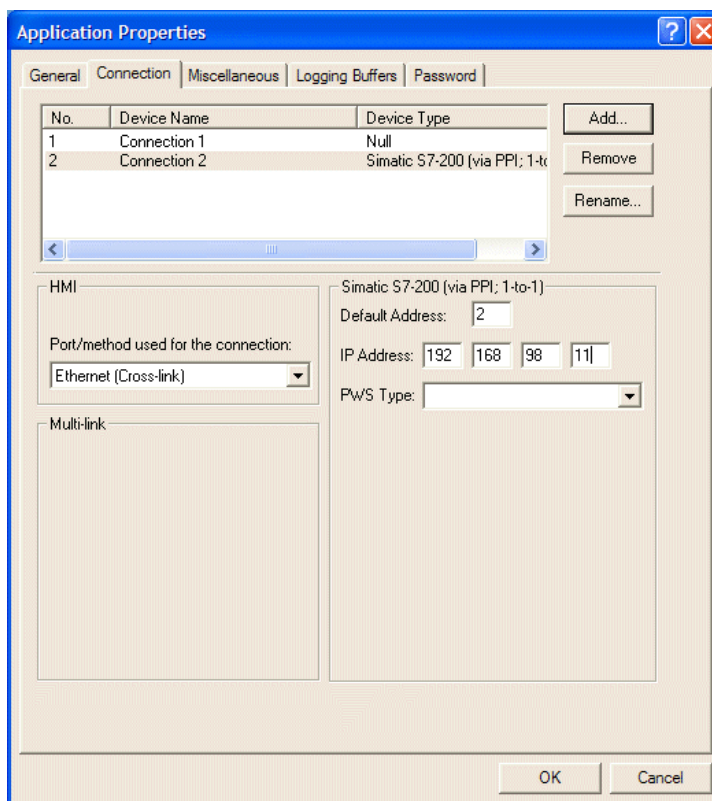 Application Properties
General Connection Miscellaneous Logging Buffers Password
No. Device Name Device Type
1 Connection 1 Null
2 Connection 2 Simatic S7-200 (via PPI; 1-to
Add...
Remove
Rename...
HMI
Port/method used for the connection:
Ethernet (Cross-link)
Multi-link
Simatic S7-200 (via PPI; 1-to-1)
Default Address: 2
IP Address: 192 168 98 11
PWS Type:
OK Cancel